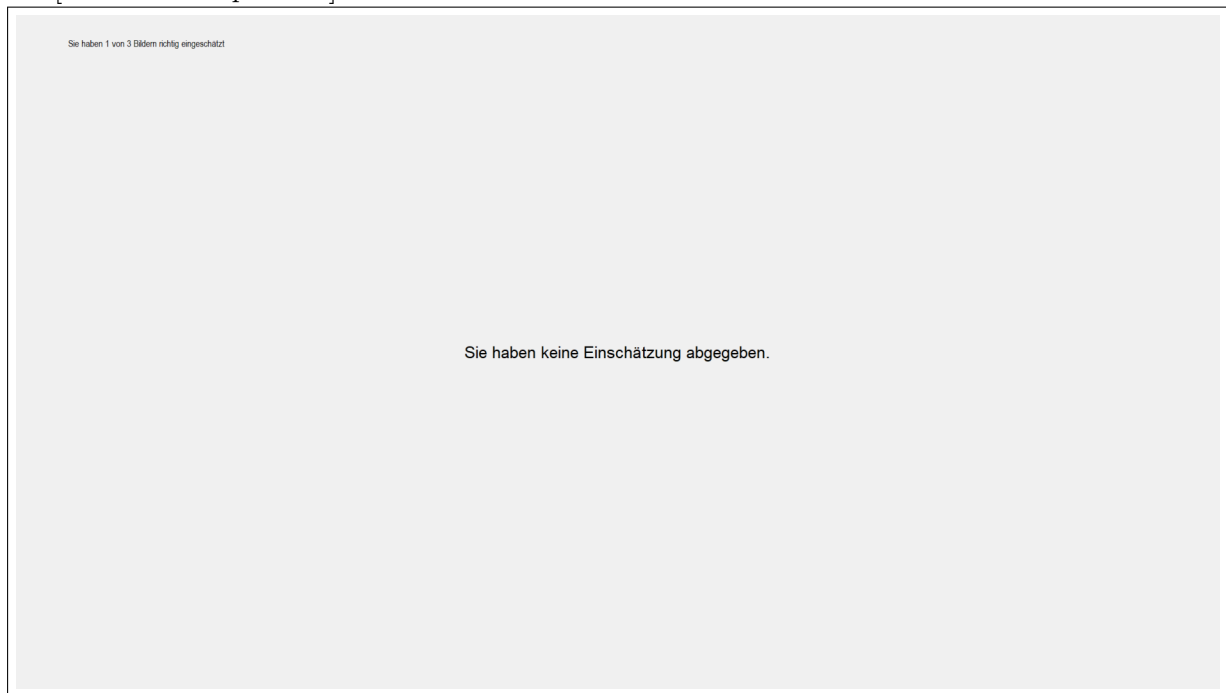 Sie haben 1 von 3 Bildern richtig eingeschätzt
Sie haben keine Einschätzung abgegeben.